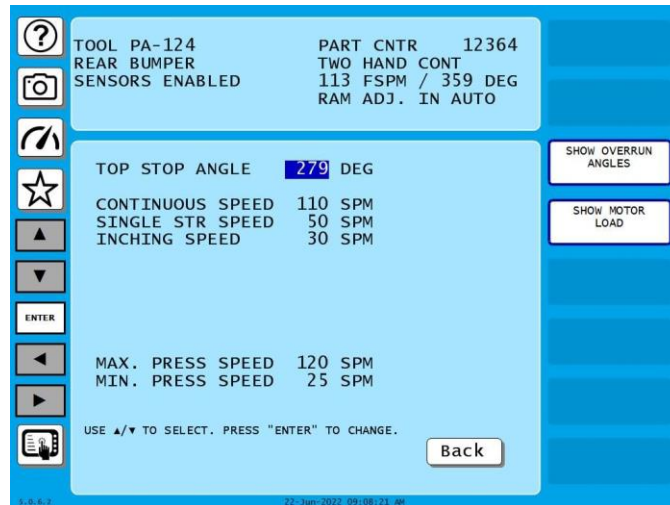 ?
TOOL PA-124 PART CNTR 12364
REAR BUMPER TWO HAND CONT
SENSORS ENABLED 113 FSPM / 359 DEG
RAM ADJ. IN AUTO
SHOW OVERRUN
ANGLES
TOP STOP ANGLE 279 DEG
CONTINUOUS SPEED 110 SPM
SINGLE STR SPEED 50 SPM
INCHING SPEED 30 SPM
SHOW MOTOR
LOAD
ENTER
MAX. PRESS SPEED 120 SPM
MIN. PRESS SPEED 25 SPM
USE ▲/▼ TO SELECT. PRESS "ENTER" TO CHANGE.
Back
5.0.6.2 22-Jun-2022 09:08:21 AM